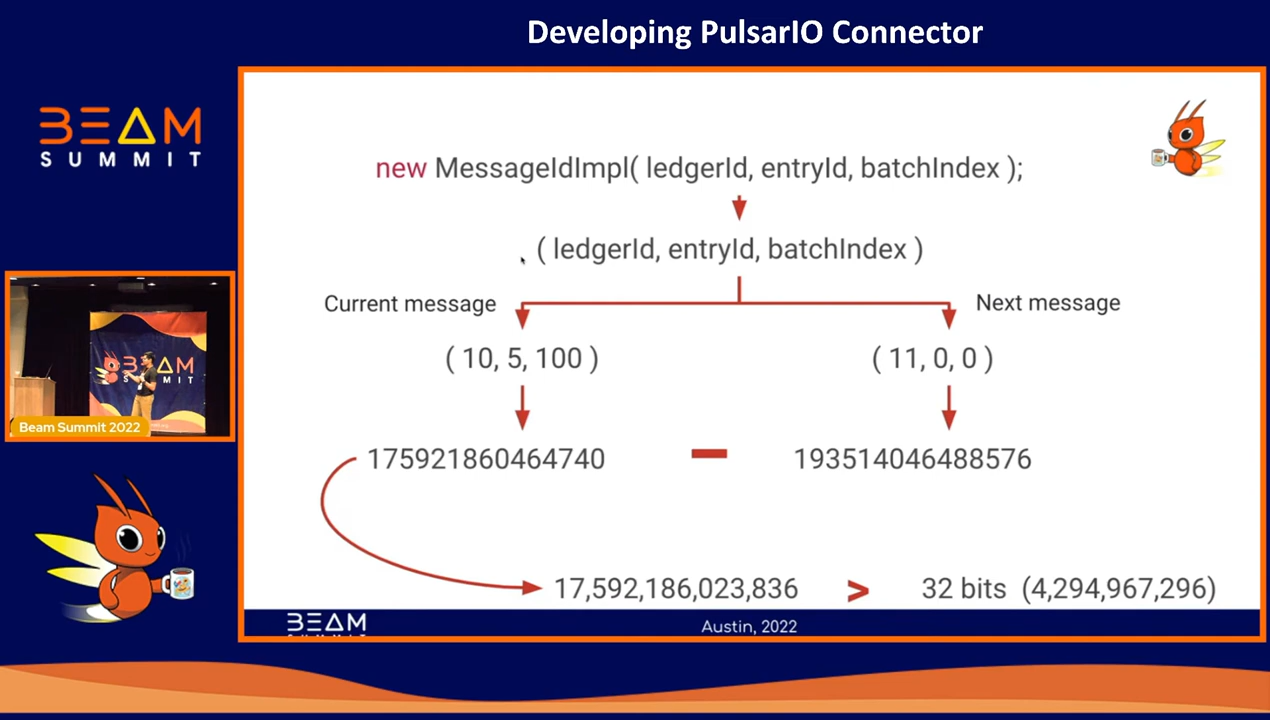 Developing PulsarIO Connector
BEAM
SUMMIT
new MessageIdImpl( ledgerId, entryId, batchIndex );
( ledgerId, entryId, batchIndex )
Current message
Next message
( 10, 5, 100 )
( 11, 0, 0 )
175921860464740
193514046488576
17,592,186,023,836 > 32 bits (4,294,967,296)
BEAM
SUMMIT
Beam Summit 2022
BEAM
Austin, 2022